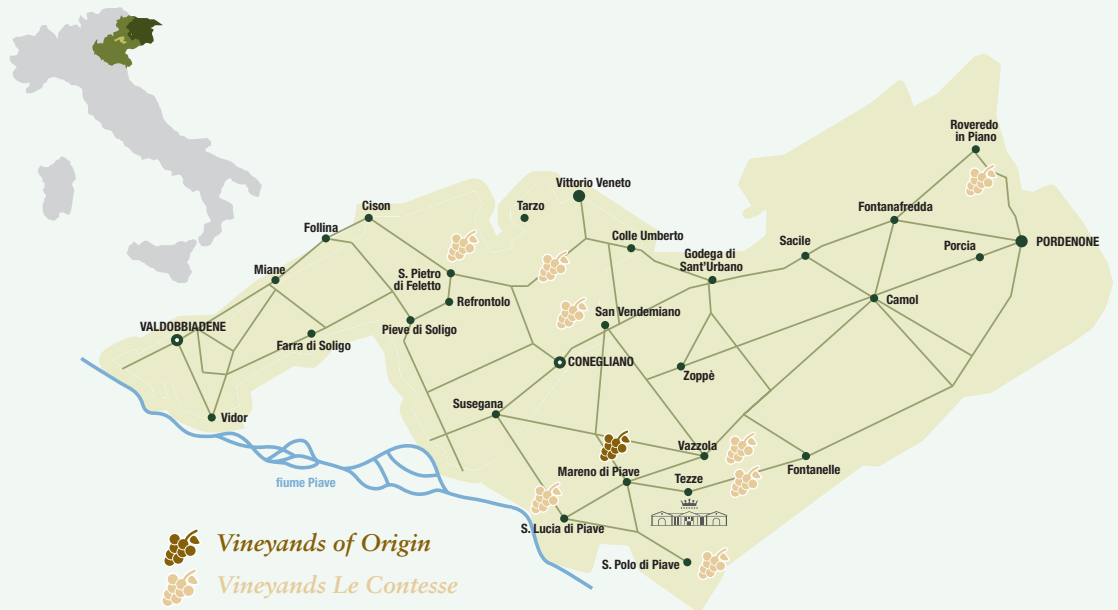 Roveredo
in Piano
Vittorio Veneto
Cison
Tarzo
Fontanafredda
Follina
Colle Umberto
Sacile
PORDENONE
Porcia
Godega di
Sant'Urbano
Miane
S. Pietro
di Feletto
Refrontolo
Camol
San Vendemiano
VALDOBBIADENE
Pieve di Soligo
Farra di Soligo
CONEGLIANO
Zoppè
Susegana
Vidor
Vazzola
Mareno di Piave
Tezze
Fontanelle
fiume Piave
S. Lucia di Piave
Vineyands of Origin
S. Polo di Piave
Vineyands Le Contesse